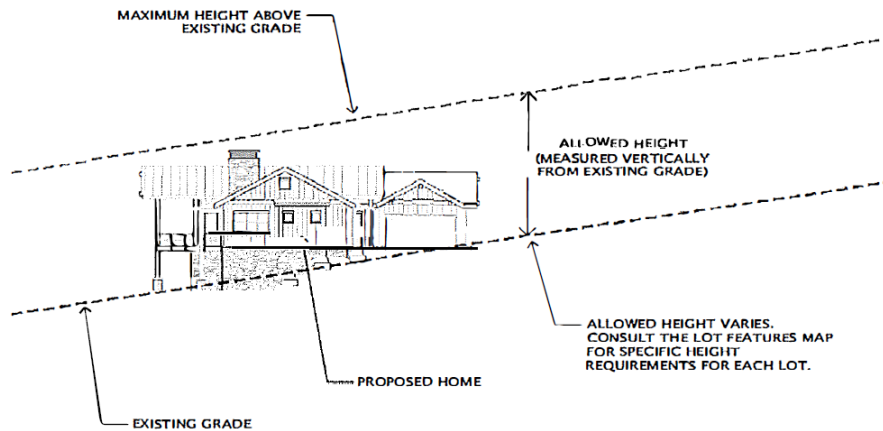 MAXIMUM HEIGHT ABOVE
EXISTING GRADE
ALLOWED HEIGHT
(MEASURED VERTICALLY
FROM EXISTING GRADE)
ALLOWED HEIGHT VARIES.
CONSULT THE LOT FEATURES MAP
FOR SPECIFIC HEIGHT
REQUIREMENTS FOR EACH LOT.
PROPOSED HOME
EXISTING GRADE